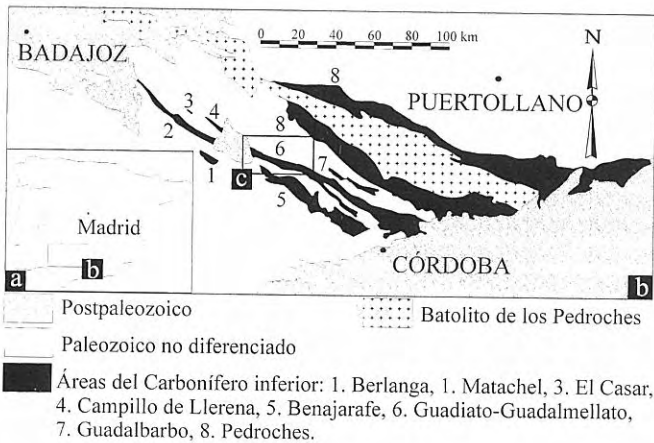 0 20 40 60 80 100 km
N
BADAJOZ
PUERTOLLANO
8
3
4
2
8
6
7
1
c
5
Madrid
b
a
CÓRDOBA
b
Postpaleozoico
Batolito de los Pedroches
Paleozoico no diferenciado
Áreas del Carbonífero inferior: 1. Berlanga, 1. Matachel, 3. El Casar,
4. Campillo de Llerena, 5. Benajarafe, 6. Guadiato-Guadalmellato,
7. Guadalbarbo, 8. Pedroches.